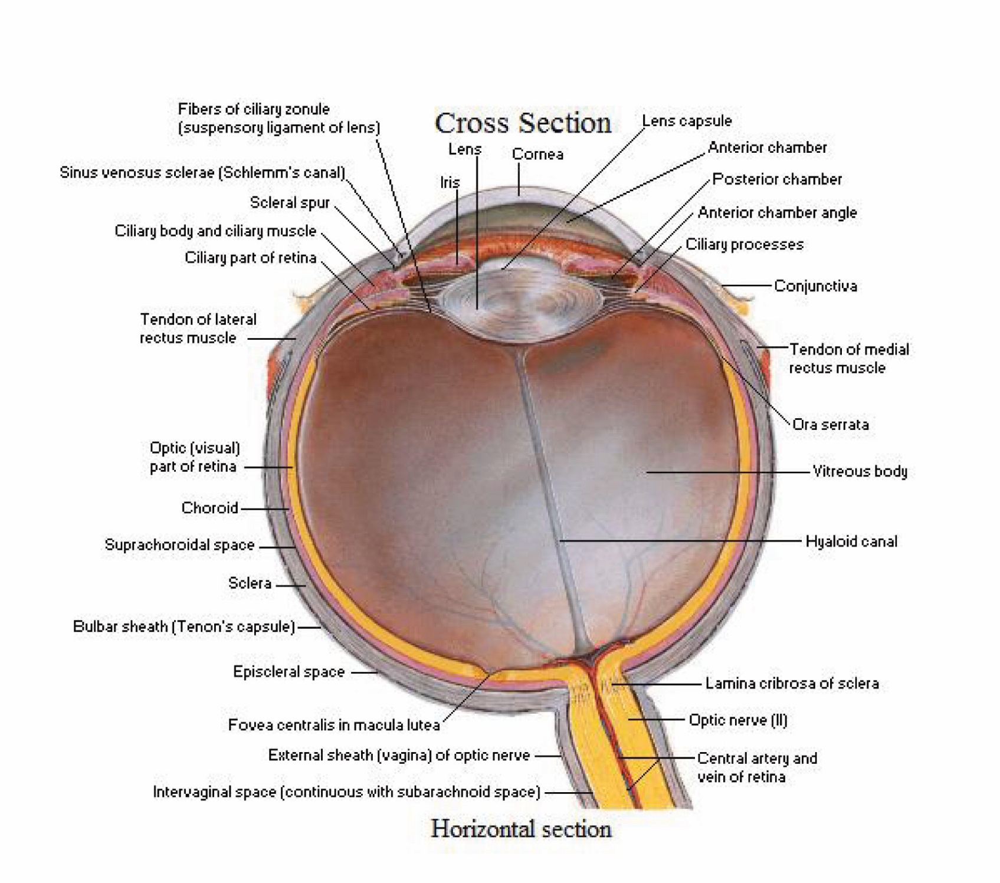 Cross Section
Fibers of ciliary zonule
(suspensory ligament of lens)
Sinus venosus sclerae (Schlemm's canal)
Scleral spur
Ciliary body and ciliary muscle
Ciliary part of retina
Tendon of lateral
rectus muscle
Optic (visual)
part of retina
Choroid
Suprachoroidal space
Sclera
Bulbar sheath (Tenon's capsule)
Episcleral space
Fovea centralis in macula lutea
External sheath (vagina) of optic nerve
Intervaginal space (continuous with subarachnoid space)
Lens
Iris
Cornea
Lens capsule
Anterior chamber
Posterior chamber
Anterior chamber angle
Ciliary processes
Conjunctiva
Tendon of medial
rectus muscle
Ora serrata
Vitreous body
Hyaloid canal
Lamina cribrosa of sclera
Optic nerve (II)
Central artery and
vein of retina
Horizontal section